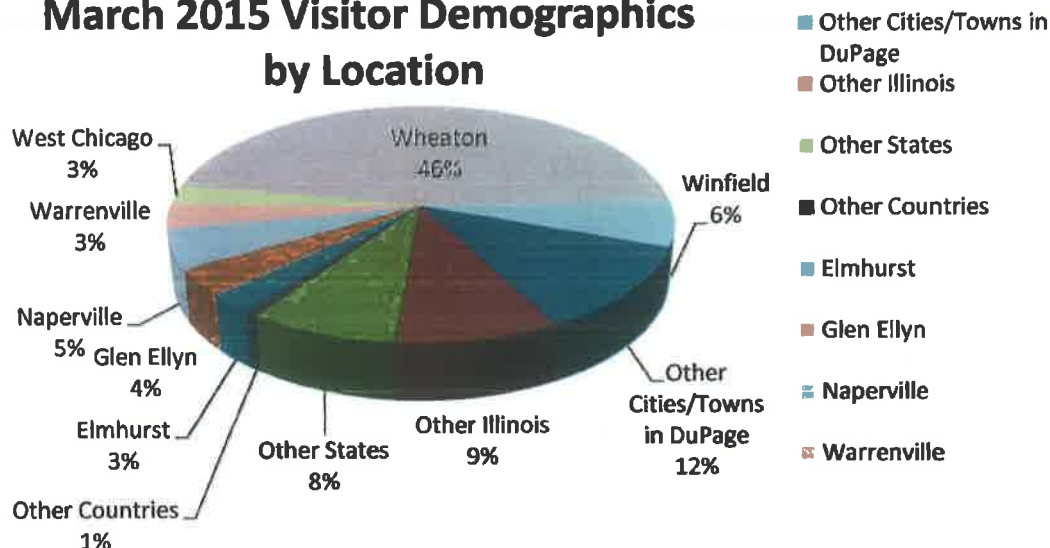 March 2015 Visitor Demographics
by Location
West Chicago
3%
Wheaton
46%
Winfield
6%
Warrenville
3%
Naperville
5%
Glen Ellyn
4%
Elmhurst
3%
Other Countries
1%
Other States
8%
Other Illinois
9%
Other
Cities/Towns
in DuPage
12%
Other Cities/Towns in
DuPage
Other Illinois
Other States
Other Countries
Elmhurst
Glen Ellyn
Naperville
Warrenville